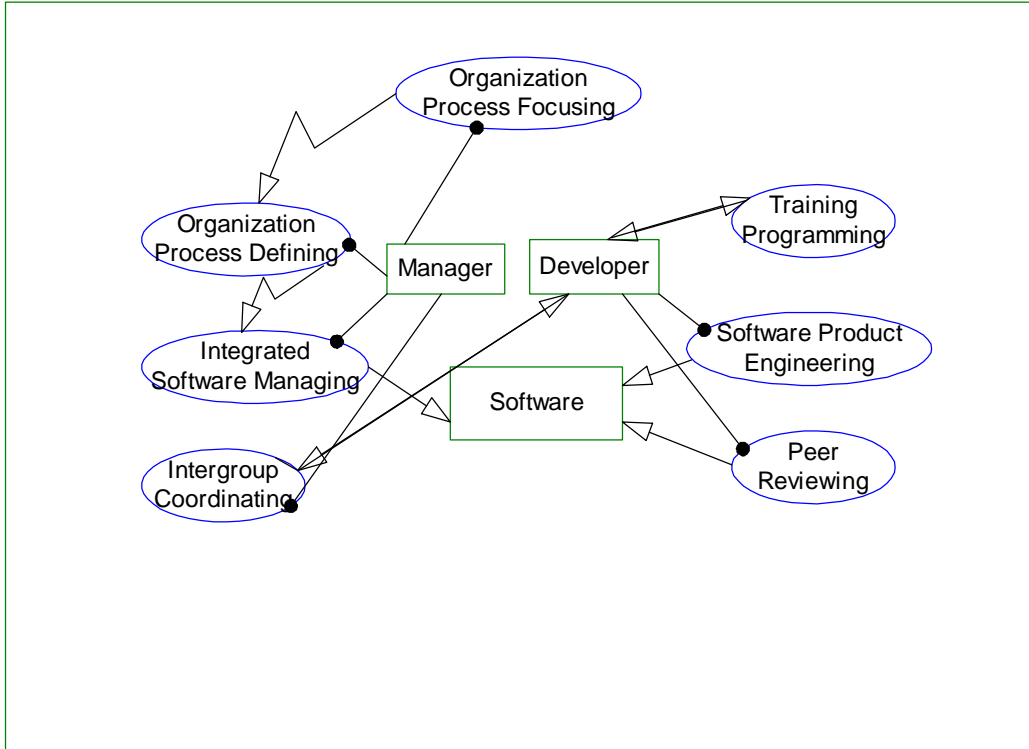 Organization
Process Focusing
Training
Programming
Organization
Process Defining
Manager
Developer
Software Product
Engineering
Integrated
Software Managing
Software
Intergroup
Coordinating
Peer
Reviewing